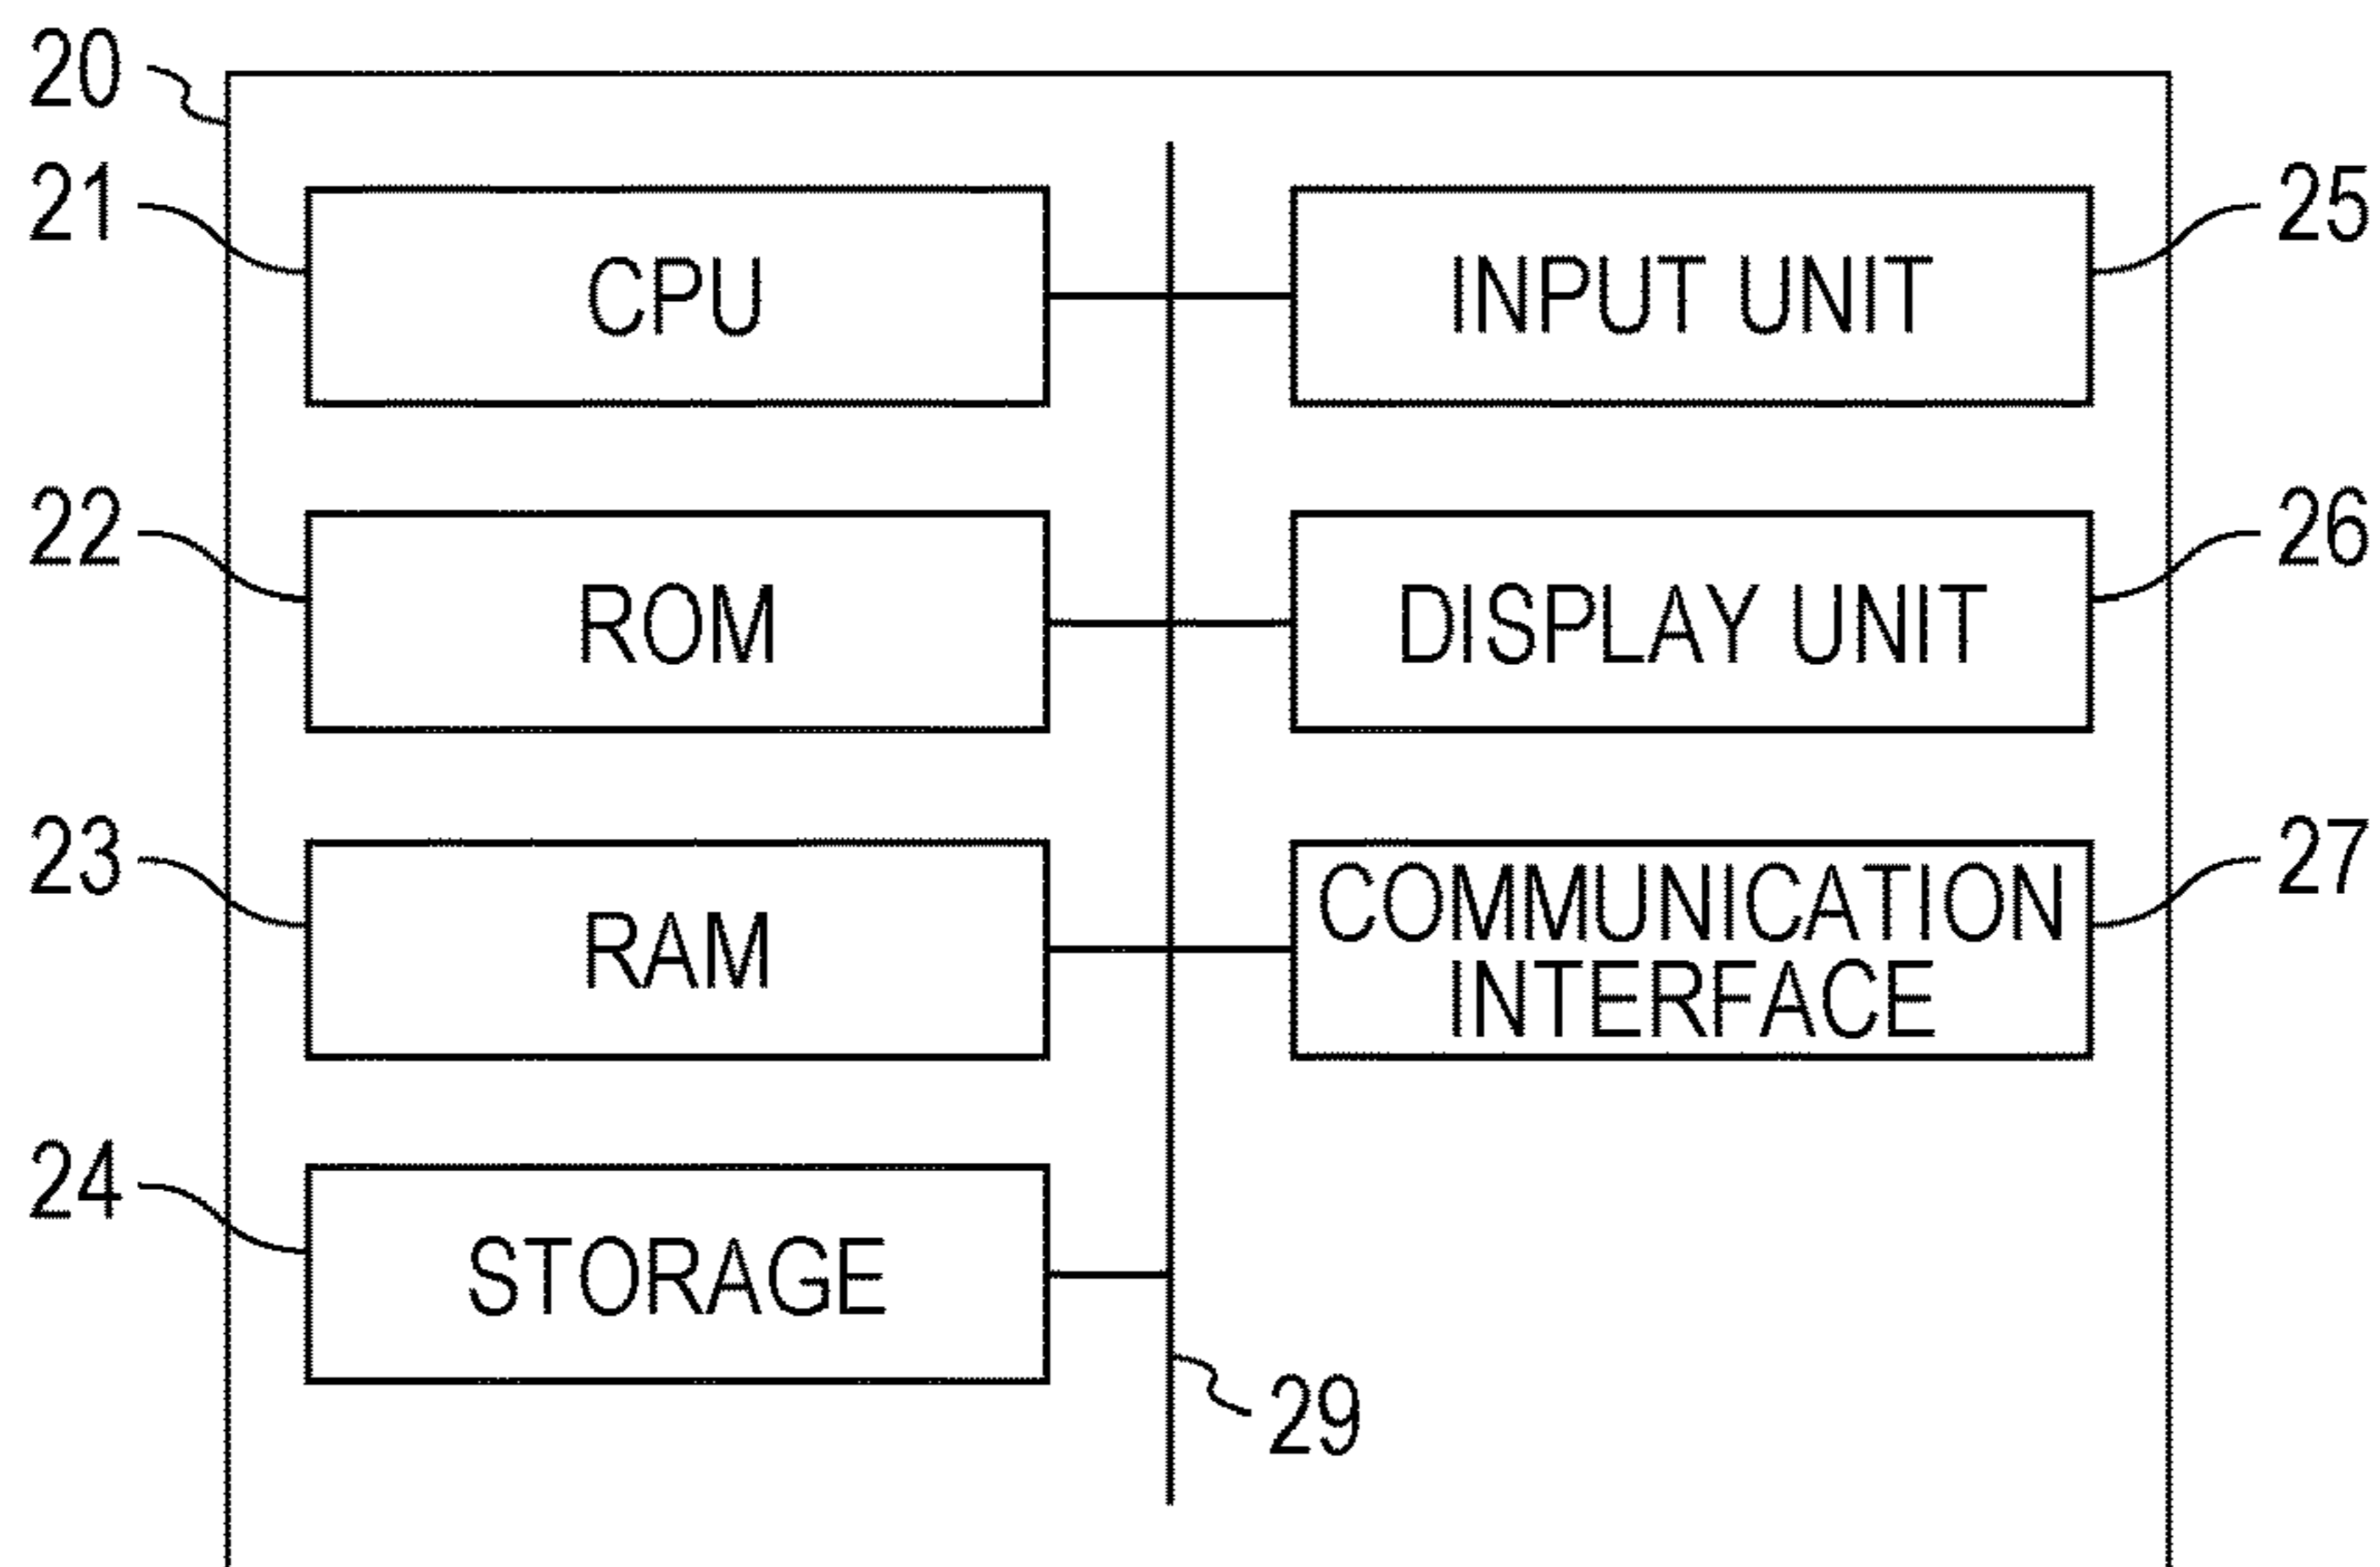 20
21
CPU
INPUT UNIT
25
22
ROM
DISPLAY UNIT
26
23
RAM
COMMUNICATION
INTERFACE
27
24
STORAGE
29